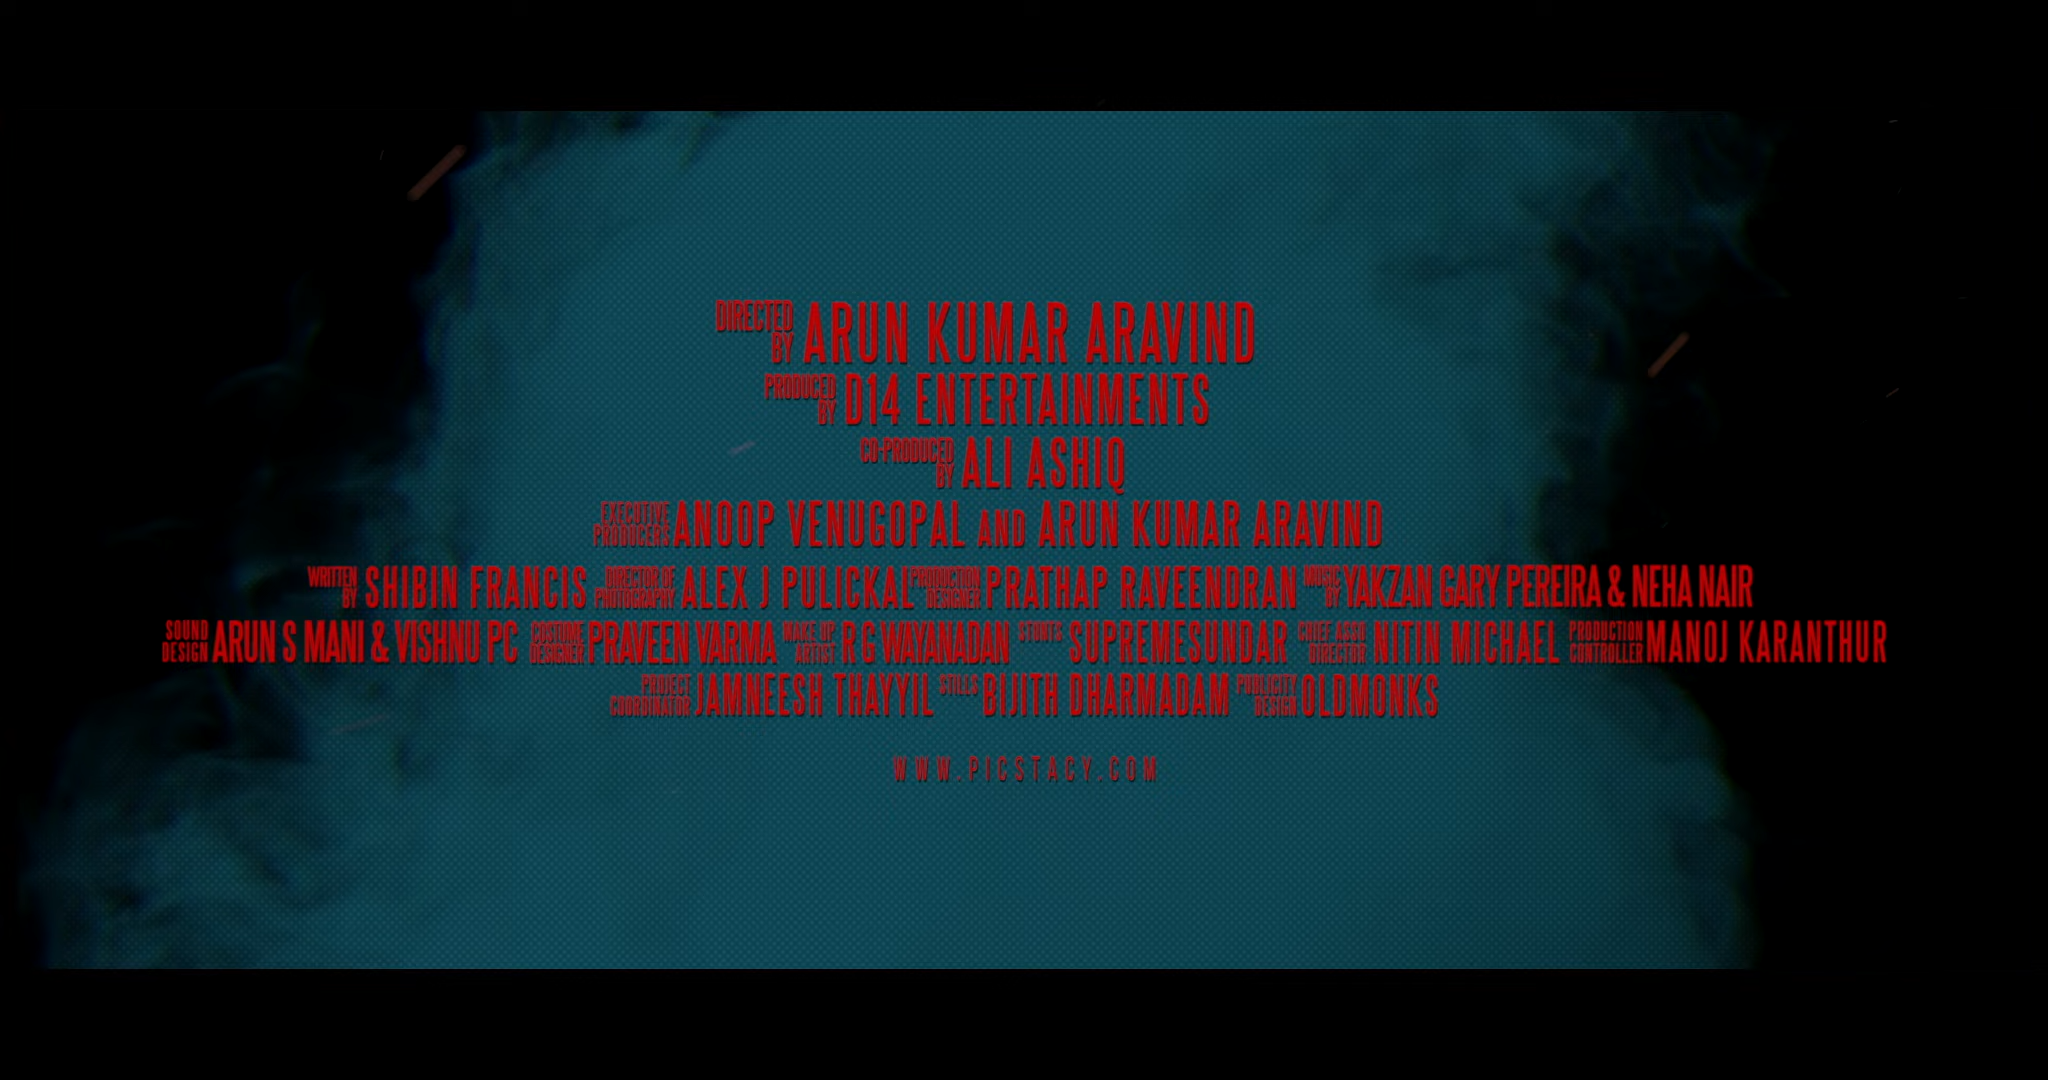 DIRECTED BY ARUN KUMAR ARAVIND
PRODUCED BY D14 ENTERTAINMENTS
CO-PRODUCED BY ALI ASHIQ
EXECUTIVE PRODUCERS ANOOP VENUGOPAL AND ARUN KUMAR ARAVIND
WRITTEN BY SHIBIN FRANCIS DIRECTOR OF PHOTOGRAPHY ALEX J PULICKAL PRODUCTION DESIGNER PRATHAP RAVEENDRAN MUSIC BY YAKZAN GARY PEREIRA & NEHA NAIR
SOUND DESIGN ARUN S MANI & VISHNU PC COSTUME DESIGNER PRAVEEN VARMA MAKE UP ARTIST R G WAYANADAN STUNTS SUPREMESUNDAR CHIEF ASSO DIRECTOR NITIN MICHAEL PRODUCTION CONTROLLER MANOJ KARANTHUR
PROJECT COORDINATOR JAMNEESH THAYYIL STILLS BIJITH DHARMADAM PUBLICITY DESIGN OLDMONKS
WWW.PICSTACY.COM